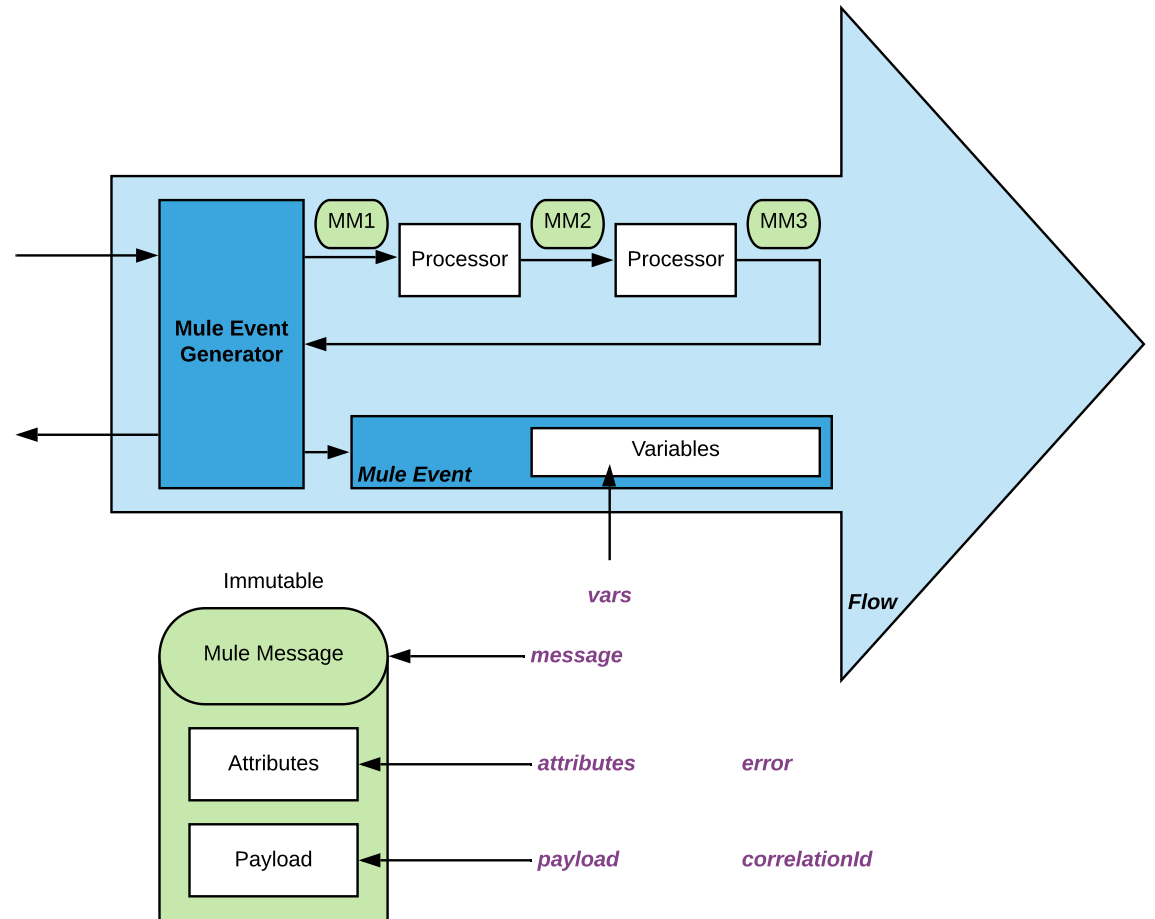 MM1
MM2
MM3
Processor
Processor
Mule Event
Generator
Variables
Mule Event
Immutable
vars
Flow
Mule Message
message
Attributes
attributes
error
Payload
payload
correlationId